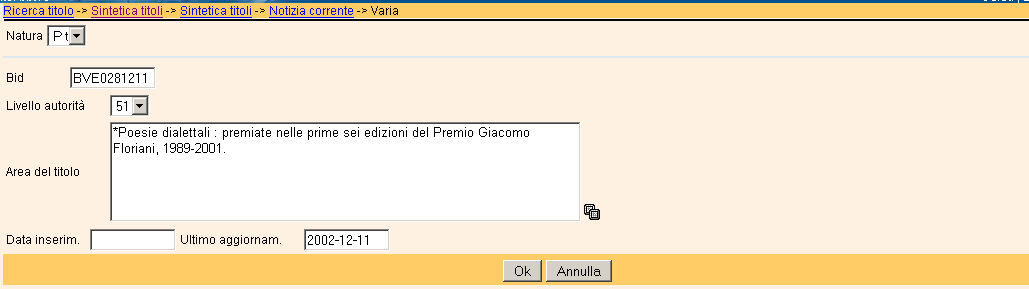 Ricerca titolo -> Sintetica titoli -> Sintetica titoli -> Notizia corrente -> Varia
Natura P t
Bid BVE0281211
Livello autorità 51
*Poesie dialettali : premiate nelle prime sei edizioni del Premio Giacomo
Floriani, 1989-2001.
Area del titolo
Data inserim. Ultimo aggiornam. 2002-12-11
Ok Annulla